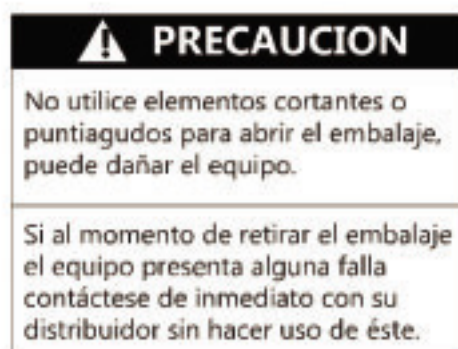 PRECAUCION
No utilice elementos cortantes o
puntiagudos para abrir el embalaje,
puede dañar el equipo.
Si al momento de retirar el embalaje
el equipo presenta alguna falla
contáctese de inmediato con su
distribuidor sin hacer uso de éste.